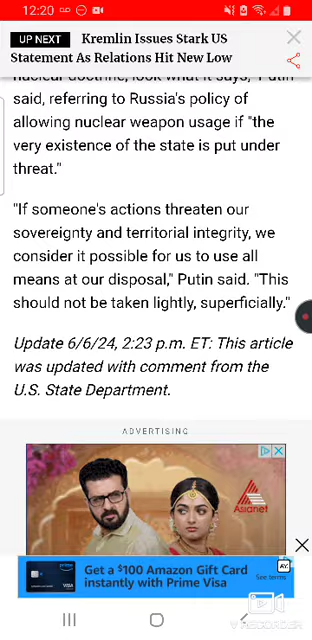 12:20
UP NEXT Kremlin Issues Stark US
Statement As Relations Hit New Low
nuclear doctrine, look what it says," Putin
said, referring to Russia's policy of
allowing nuclear weapon usage if "the
very existence of the state is put under
threat."
"If someone's actions threaten our
sovereignty and territorial integrity, we
consider it possible for us to use all
means at our disposal," Putin said. "This
should not be taken lightly, superficially."
Update 6/6/24, 2:23 p.m. ET: This article
was updated with comment from the
U.S. State Department.
ADVERTISING
Asianet
Get a $100 Amazon Gift Card
instantly with Prime Visa
See terms
VISA
prime
V RECORDER